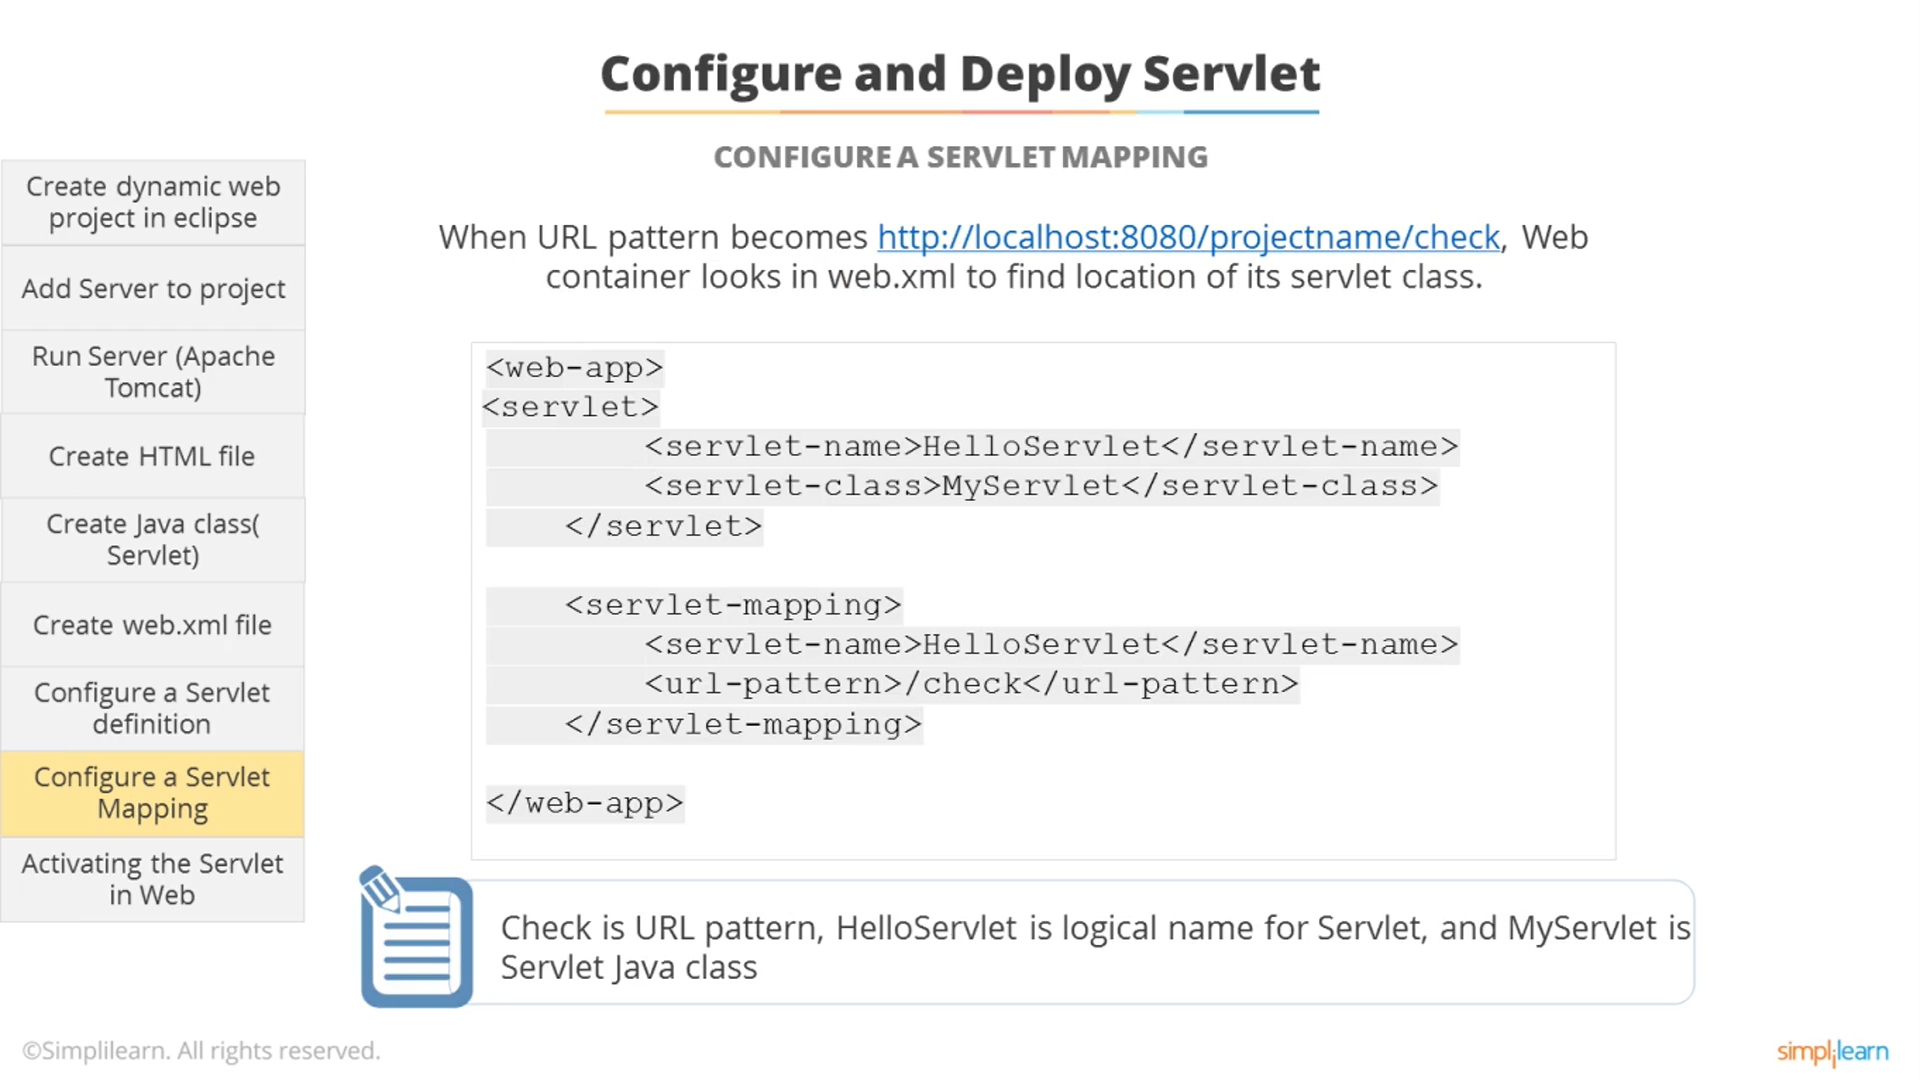 Configure and Deploy Servlet
CONFIGURE A SERVLET MAPPING
Create dynamic web
project in eclipse
Add Server to project
Run Server (Apache
Tomcat)
Create HTML file
Create Java class(
Servlet)
Create web.xml file
Configure a Servlet
definition
Configure a Servlet
Mapping
Activating the Servlet
in Web
When URL pattern becomes http://localhost:8080/projectname/check, Web
container looks in web.xml to find location of its servlet class.
<web-app>
<servlet>
<servlet-name>HelloServlet</servlet-name>
<servlet-class>MyServlet</servlet-class>
</servlet>
<servlet-mapping>
<servlet-name>HelloServlet</servlet-name>
<url-pattern>/check</url-pattern>
</servlet-mapping>
</web-app>
Check is URL pattern, HelloServlet is logical name for Servlet, and MyServlet is
Servlet Java class
©Simplilearn. All rights reserved.
simplilearn